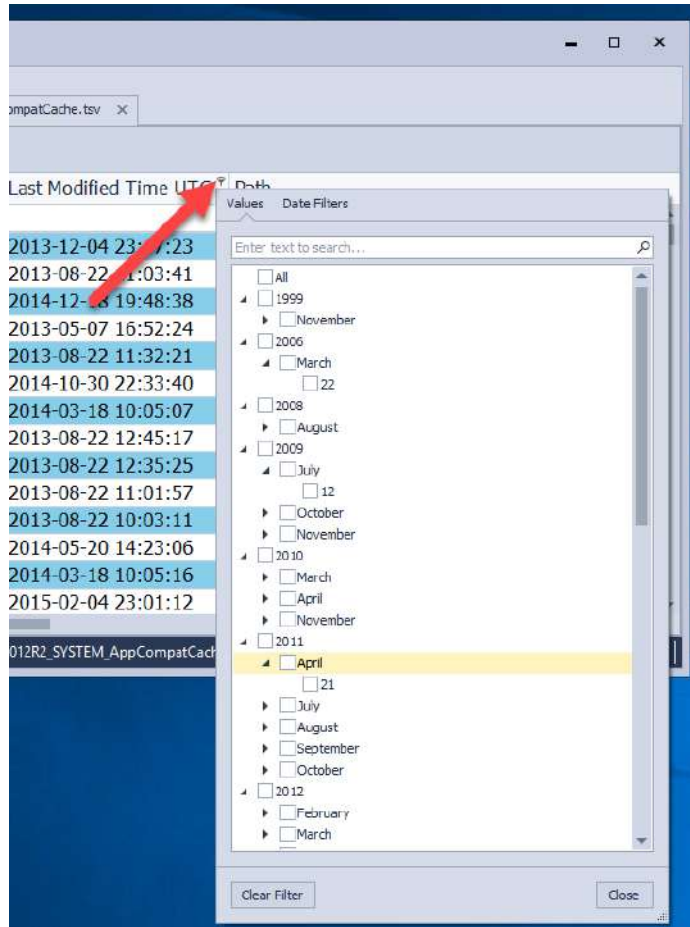 ompatCache.tsv
Last Modified Time UTC Path
Values Date Filters
Enter text to search...
2013-12-04 23: 7:23
2013-08-22 11:03:41
2014-12-18 19:48:38
2013-05-07 16:52:24
2013-08-22 11:32:21
2014-10-30 22:33:40
2014-03-18 10:05:07
2013-08-22 12:45:17
2013-08-22 12:35:25
2013-08-22 11:01:57
2013-08-22 10:03:11
2014-05-20 14:23:06
2014-03-18 10:05:16
2015-02-04 23:01:12
012R2_SYSTEM_AppCompatCach
All
1999
November
2006
March
22
2008
August
2009
July
12
October
November
2010
March
April
November
2011
April
21
July
August
September
October
2012
February
March
Clear Filter Close